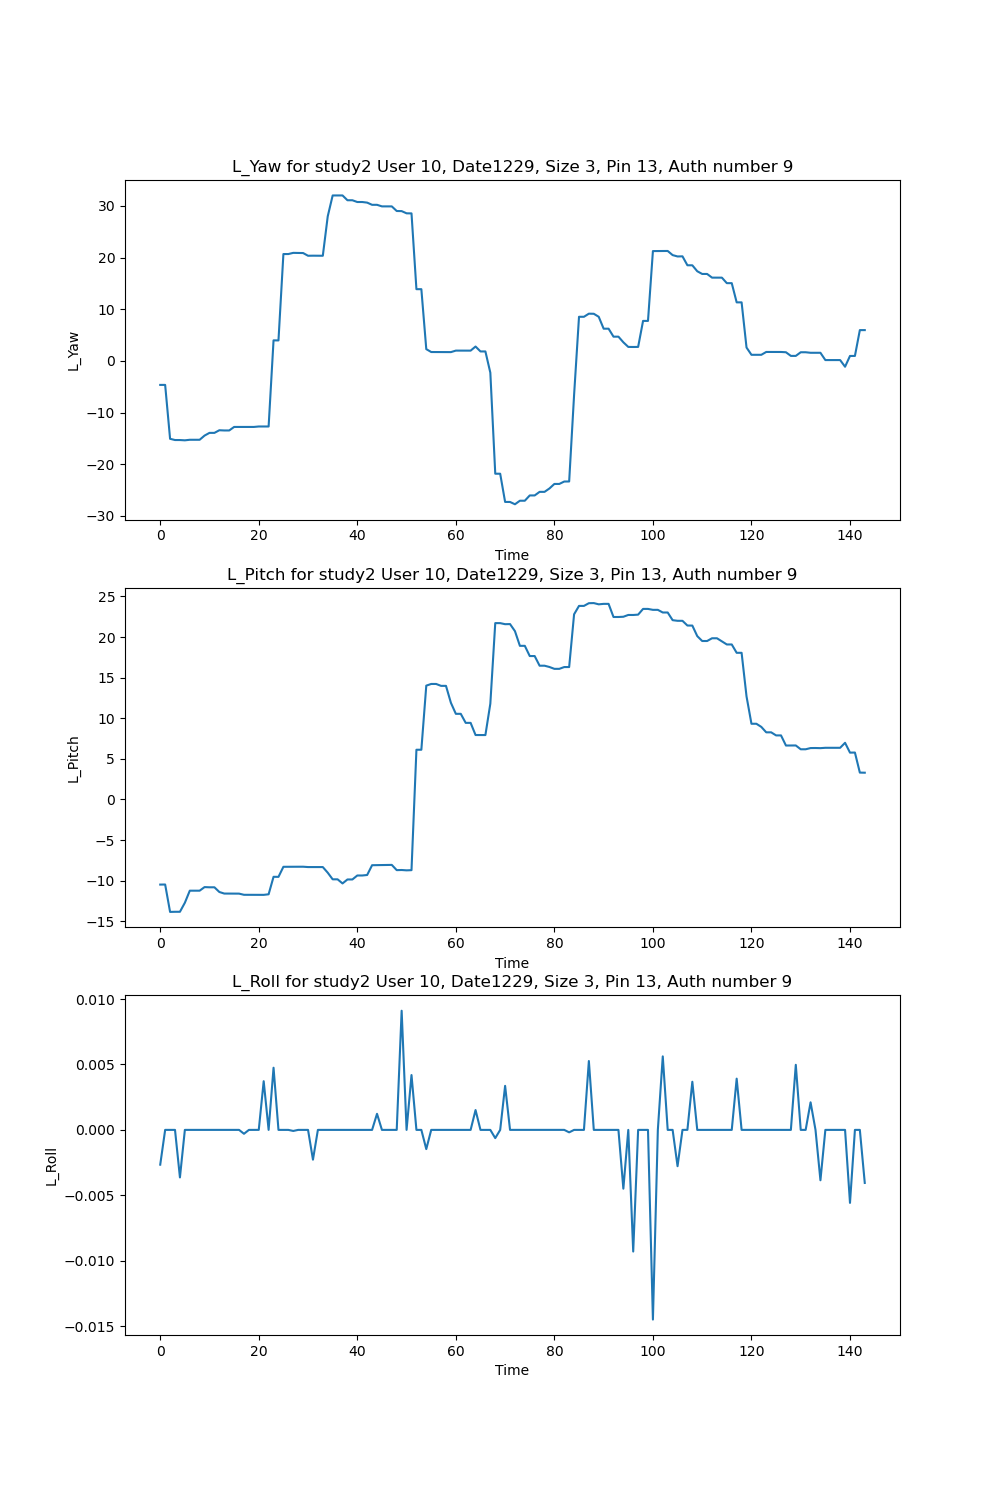 L_Yaw for study2 User 10, Date1229, Size 3, Pin 13, Auth number 9
30
20
10
0
−10
−20
−30
L_Yaw
0 20 40 60 80 100 120 140
Time
L_Pitch for study2 User 10, Date1229, Size 3, Pin 13, Auth number 9
25
20
15
10
5
0
−5
−10
−15
L_Pitch
0 20 40 60 80 100 120 140
Time
L_Roll for study2 User 10, Date1229, Size 3, Pin 13, Auth number 9
0.010
0.005
0.000
−0.005
−0.010
−0.015
L_Roll
0 20 40 60 80 100 120 140
Time